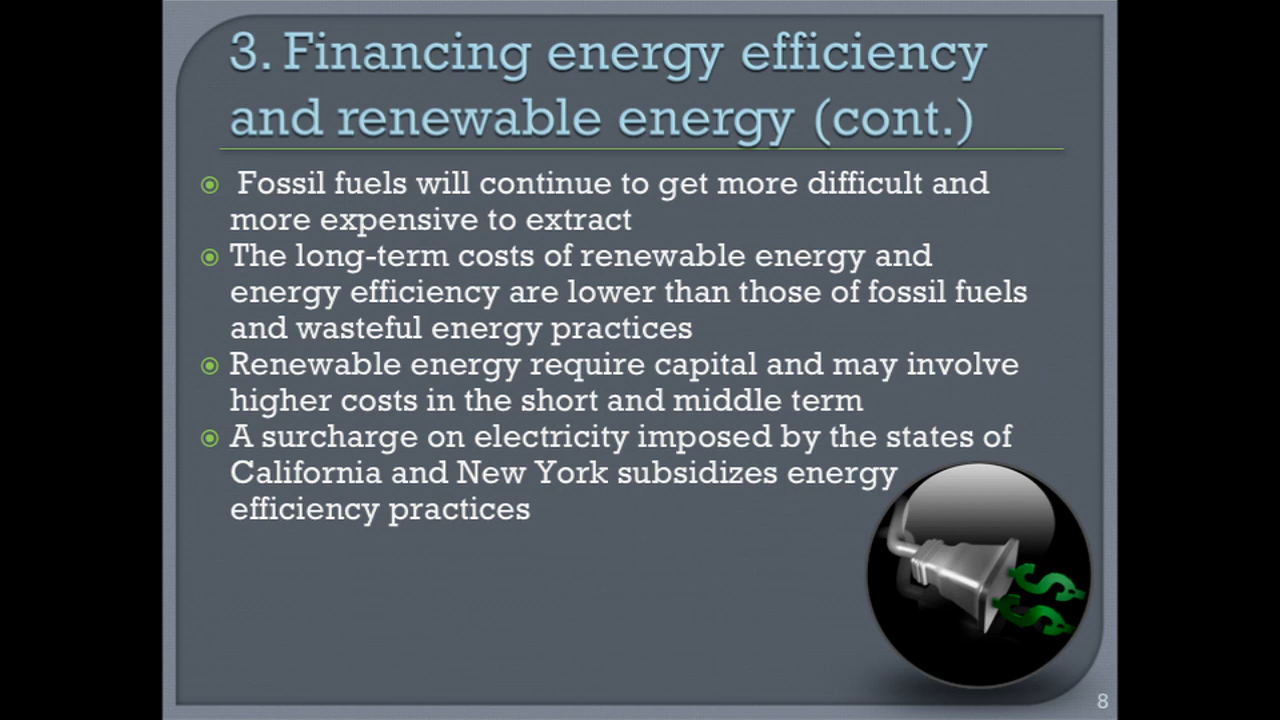 3. Financing energy efficiency
and renewable energy (cont.)
Fossil fuels will continue to get more difficult and
more expensive to extract
The long-term costs of renewable energy and
energy efficiency are lower than those of fossil fuels
and wasteful energy practices
Renewable energy require capital and may involve
higher costs in the short and middle term
A surcharge on electricity imposed by the states of
California and New York subsidizes energy
efficiency practices
$
$
8